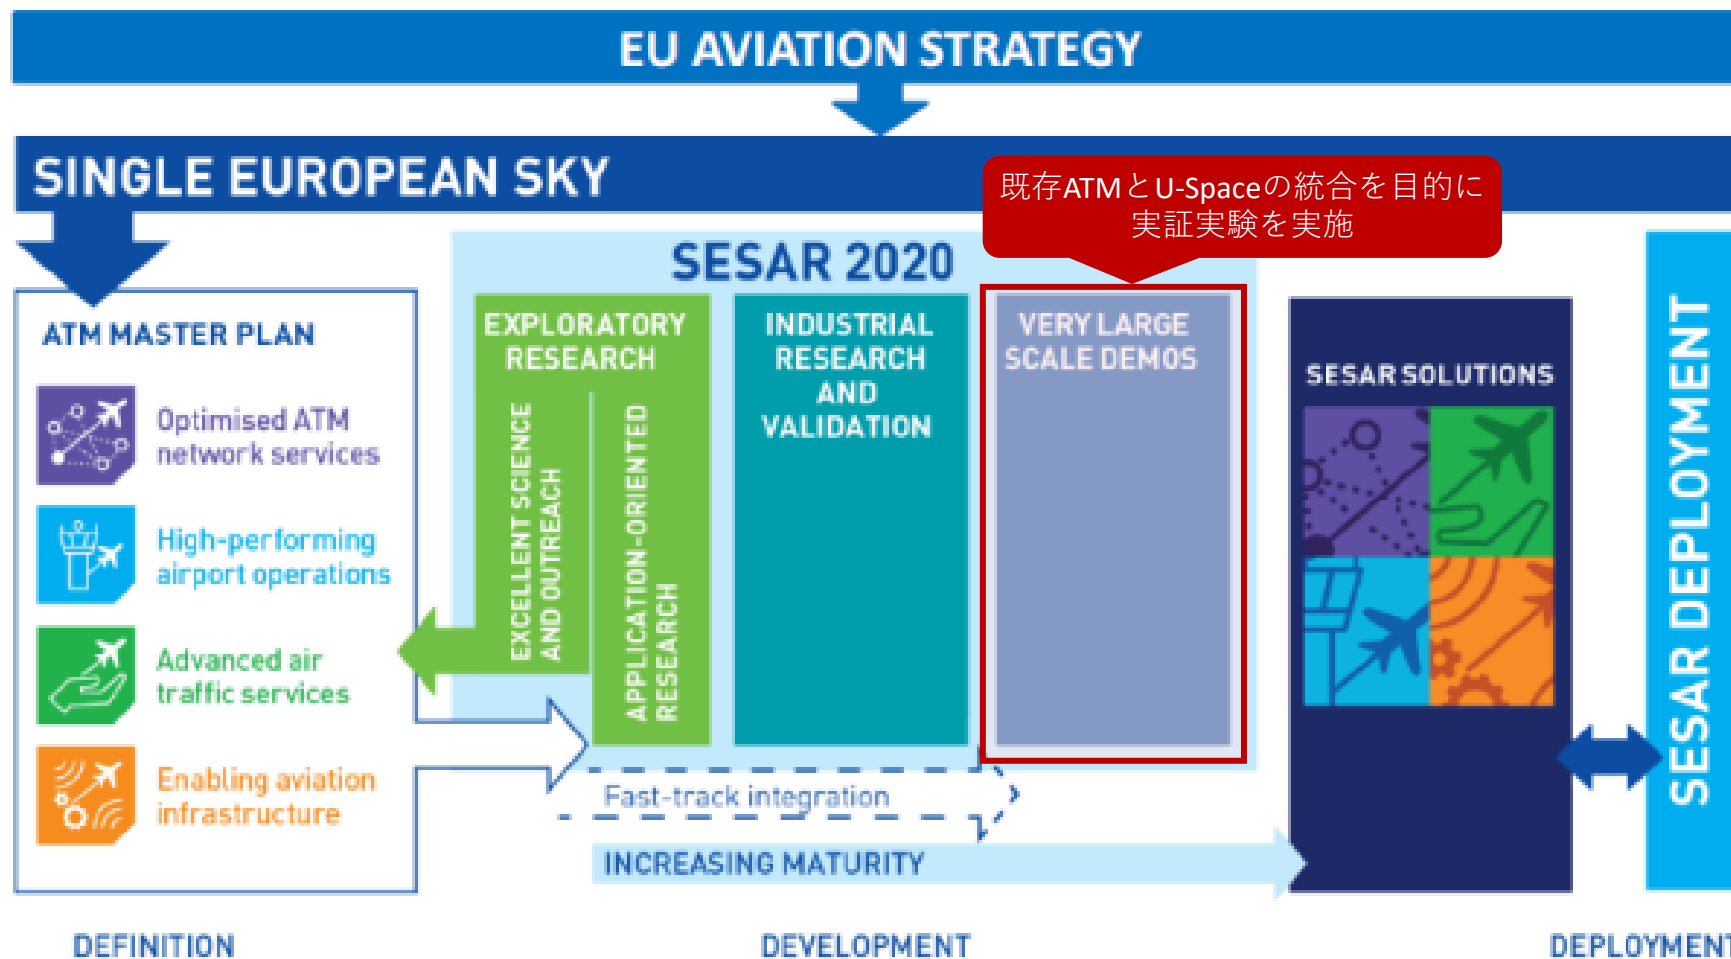 EU AVIATION STRATEGY
SINGLE EUROPEAN SKY
既存ATMとU-Spaceの統合を目的に
実証実験を実施
ATM MASTER PLAN
Optimised ATM
network services
High-performing
airport operations
Advanced air
traffic services
Enabling aviation
infrastructure
SESAR 2020
EXPLORATORY
RESEARCH
EXCELLENT SCIENCE
AND OUTREACH
APPLICATION-ORIENTED
RESEARCH
INDUSTRIAL
RESEARCH
AND
VALIDATION
VERY LARGE
SCALE DEMOS
Fast-track integration
INCREASING MATURITY
SESAR SOLUTIONS
SESAR DEPLOYMENT
DEFINITION
DEVELOPMENT
DEPLOYMENT